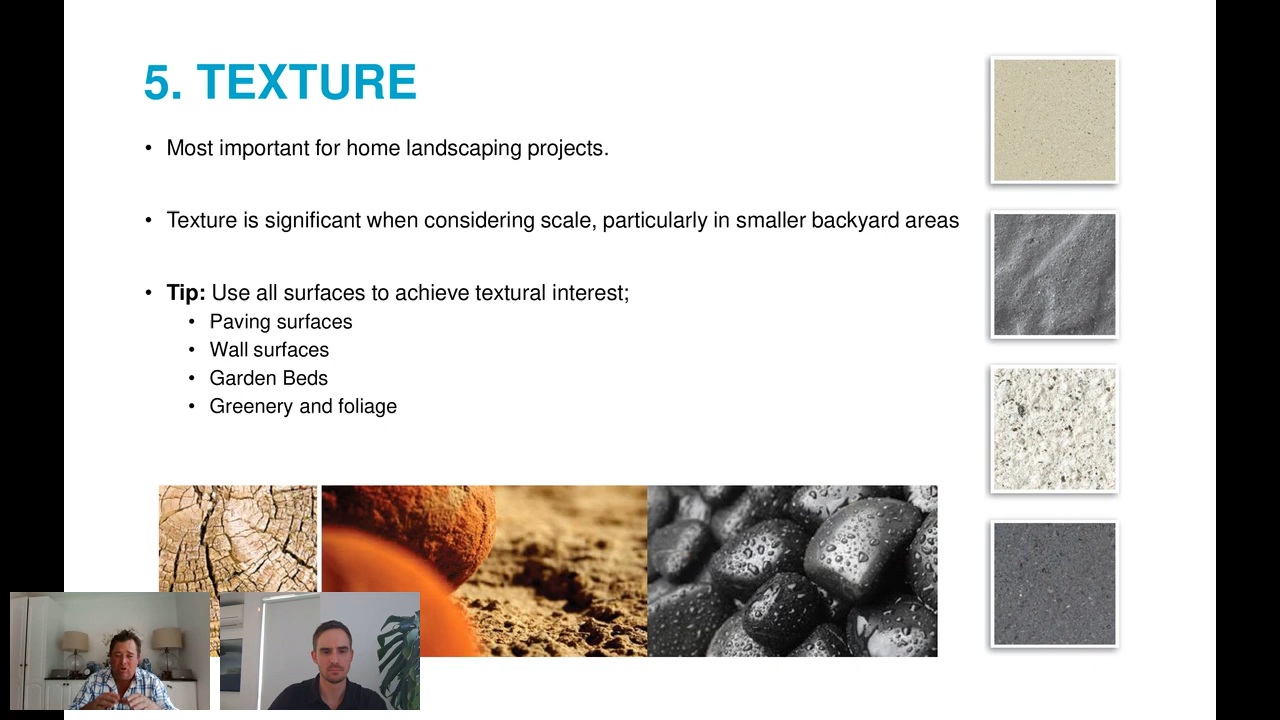 5. TEXTURE
• Most important for home landscaping projects.
• Texture is significant when considering scale, particularly in smaller backyard areas
• Tip: Use all surfaces to achieve textural interest;
• Paving surfaces
• Wall surfaces
• Garden Beds
• Greenery and foliage